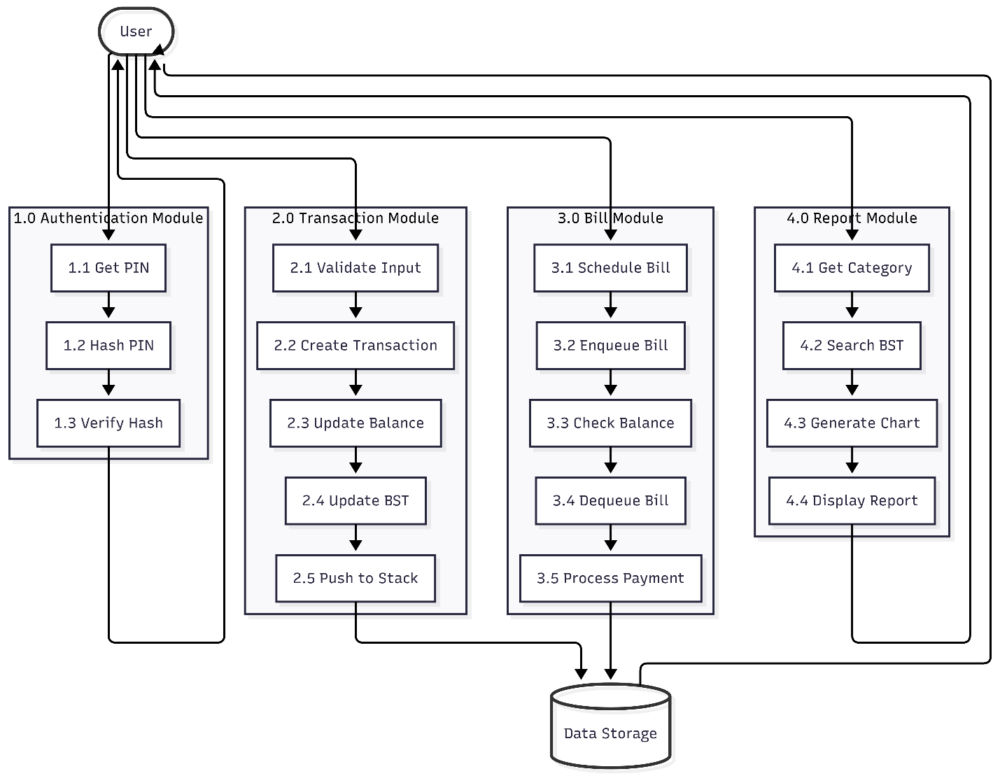 User
1.0 Authentication Module
1.1 Get PIN
1.2 Hash PIN
1.3 Verify Hash
2.0 Transaction Module
2.1 Validate Input
2.2 Create Transaction
2.3 Update Balance
2.4 Update BST
2.5 Push to Stack
3.0 Bill Module
3.1 Schedule Bill
3.2 Enqueue Bill
3.3 Check Balance
3.4 Dequeue Bill
3.5 Process Payment
4.0 Report Module
4.1 Get Category
4.2 Search BST
4.3 Generate Chart
4.4 Display Report
Data Storage